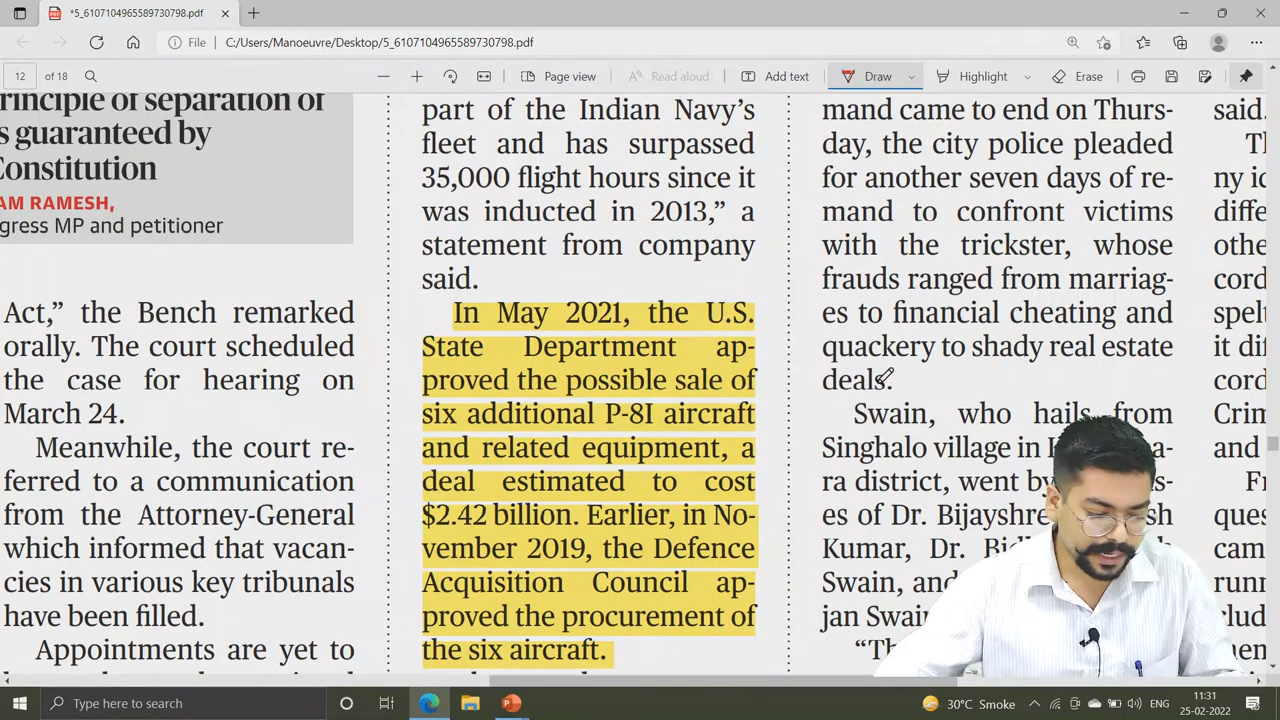 *5_6107104965589730798.pdf
File
C:/Users/Manoeuvre/Desktop/5_6107104965589730798.pdf
12 of 18
Page view
Read aloud
Add text
Draw
Highlight
Erase
rinciple of separation of
s guaranteed by
Constitution
AM RAMESH,
gress MP and petitioner
Act,” the Bench remarked
orally. The court scheduled
the case for hearing on
March 24.
Meanwhile, the court re-
ferred to a communication
from the Attorney-General
which informed that vacan-
cies in various key tribunals
have been filled.
Appointments are yet to
part of the Indian Navy’s
fleet and has surpassed
35,000 flight hours since it
was inducted in 2013,” a
statement from company
said.
In May 2021, the U.S.
State Department ap-
proved the possible sale of
six additional P-8I aircraft
and related equipment, a
deal estimated to cost
$2.42 billion. Earlier, in No-
vember 2019, the Defence
Acquisition Council ap-
proved the procurement of
the six aircraft.
mand came to end on Thurs-
day, the city police pleaded
for another seven days of re-
mand to confront victims
with the trickster, whose
frauds ranged from marriag-
es to financial cheating and
quackery to shady real estate
deals.
Swain, who hails from
Singhalo village in
ra district, went by
es of Dr. Bijayshre
Kumar, Dr.
Swain, and
jan Swain
said.
ny id
diffe
othe
cord
spelt
it dif
cord
Crim
and
ques
cam
runn
clud
Type here to search
30°C Smoke
ENG
11:31
25-02-2022